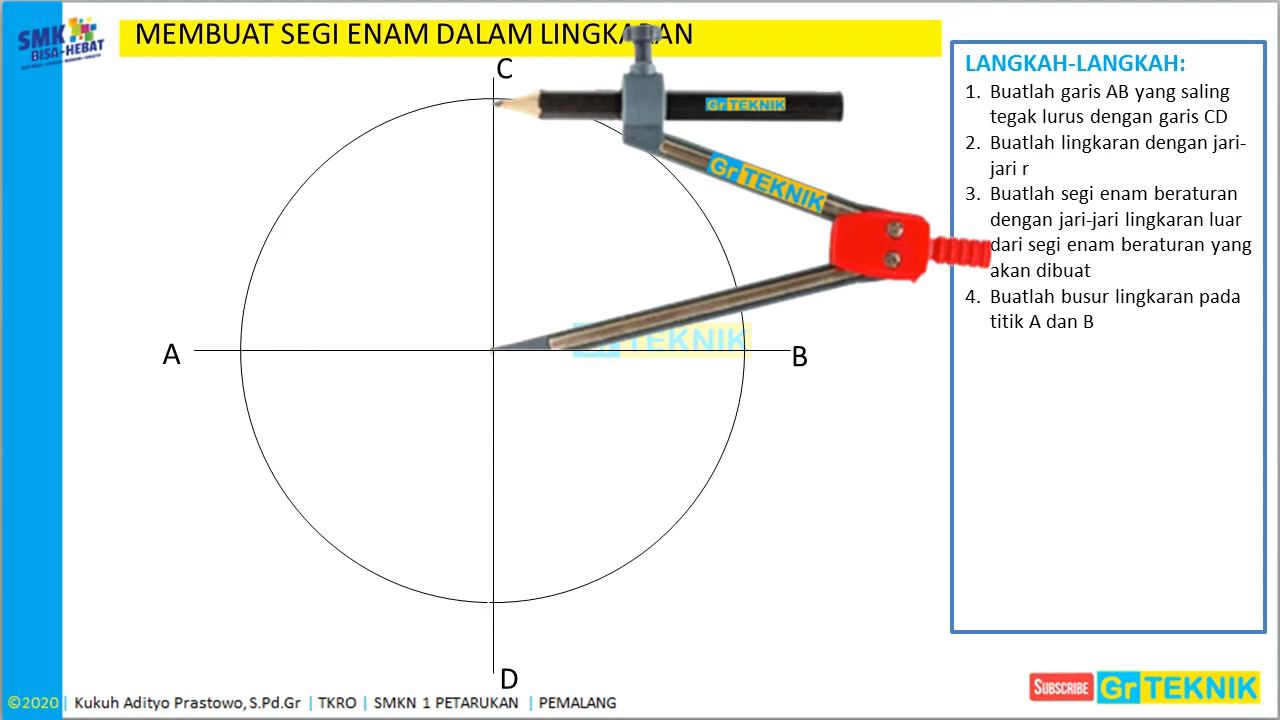 SMK
BISA-HEBAT
MEMBUAT SEGI ENAM DALAM LINGKARAN
C
Gr TEKNIK
Gr TEKNIK
TEKNIK
A
B
D
LANGKAH-LANGKAH:
1. Buatlah garis AB yang saling
tegak lurus dengan garis CD
2. Buatlah lingkaran dengan jari-
jari r
3. Buatlah segi enam beraturan
dengan jari-jari lingkaran luar
dari segi enam beraturan yang
akan dibuat
4. Buatlah busur lingkaran pada
titik A dan B
©2020 | Kukuh Adityo Prastowo, S.Pd.Gr | TKRO | SMKN 1 PETARUKAN | PEMALANG
SUBSCRIBE Gr TEKNIK